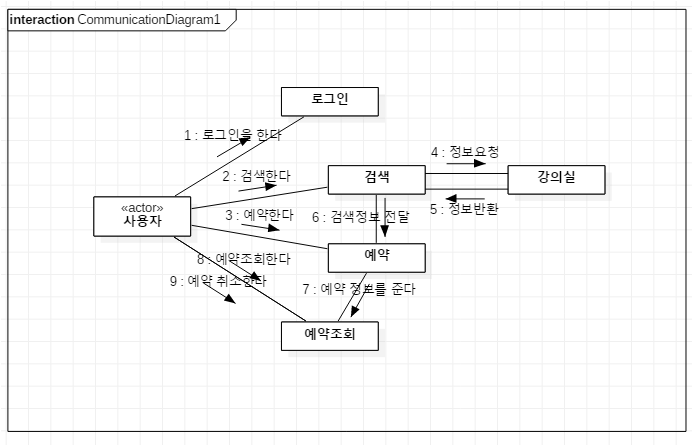 interaction CommunicationDiagram1
로그인
1 : 로그인을 한다
4 : 정보요청
2 : 검색한다
검색
강의실
«actor»
사용자
3 : 예약한다
6 : 검색정보 전달
5 : 정보반환
예약
8 : 예약조회한다
9 : 예약 취소한다
7 : 예약 정보를 준다
예약조회